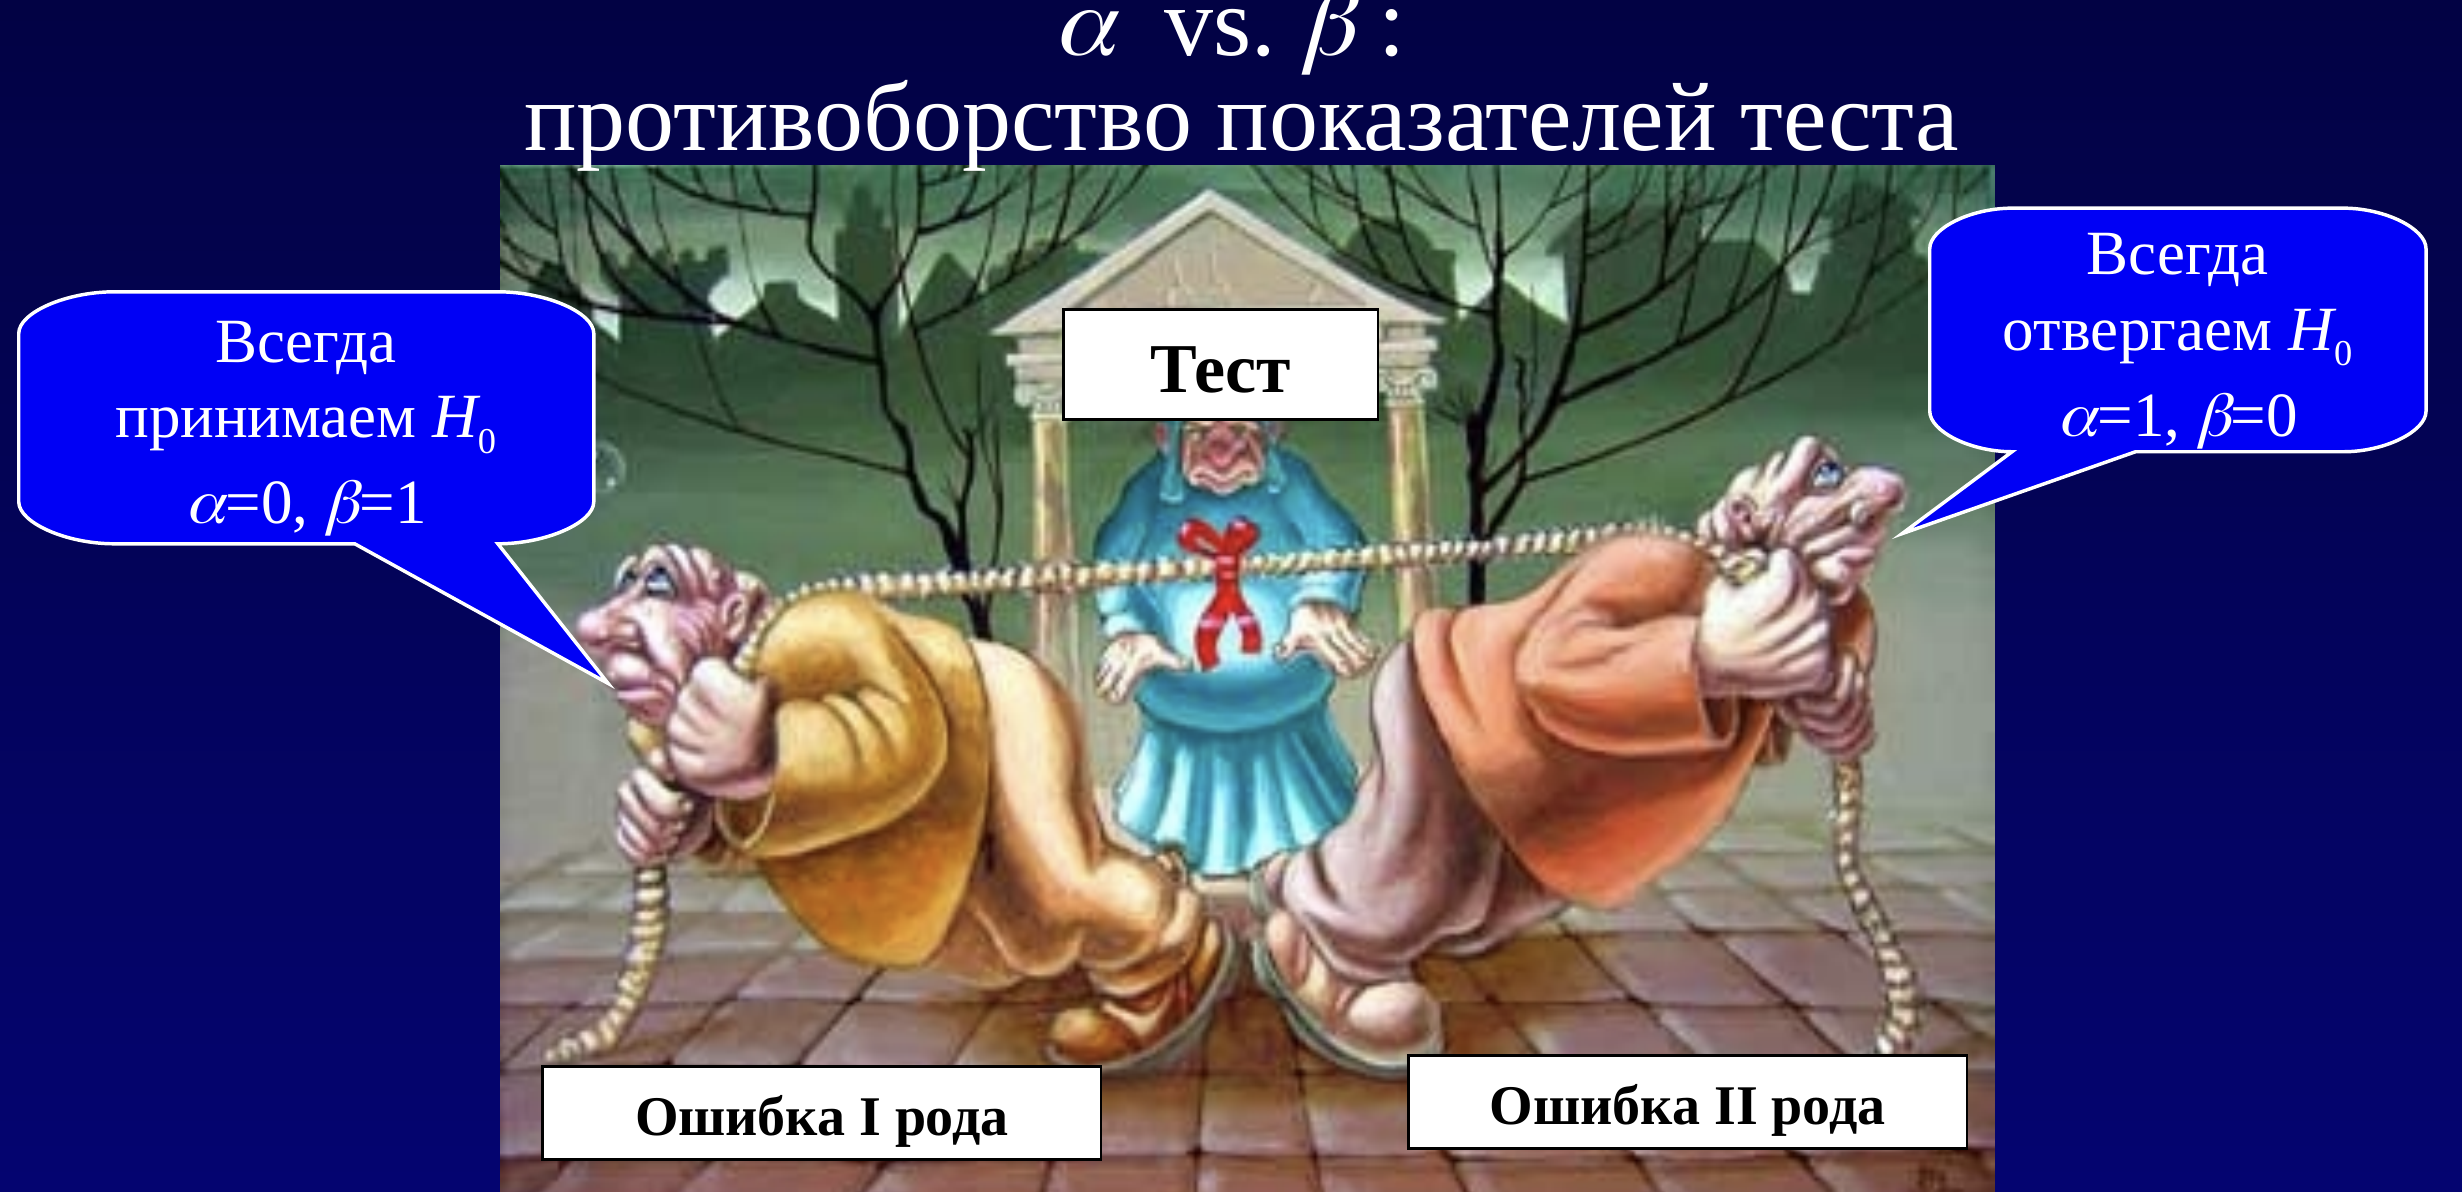 α vs. β :
противоборство показателей теста
Всегда
принимаем H₀
α=0, β=1
Тест
Всегда
отвергаем H₀
α=1, β=0
Ошибка I рода
Ошибка II рода